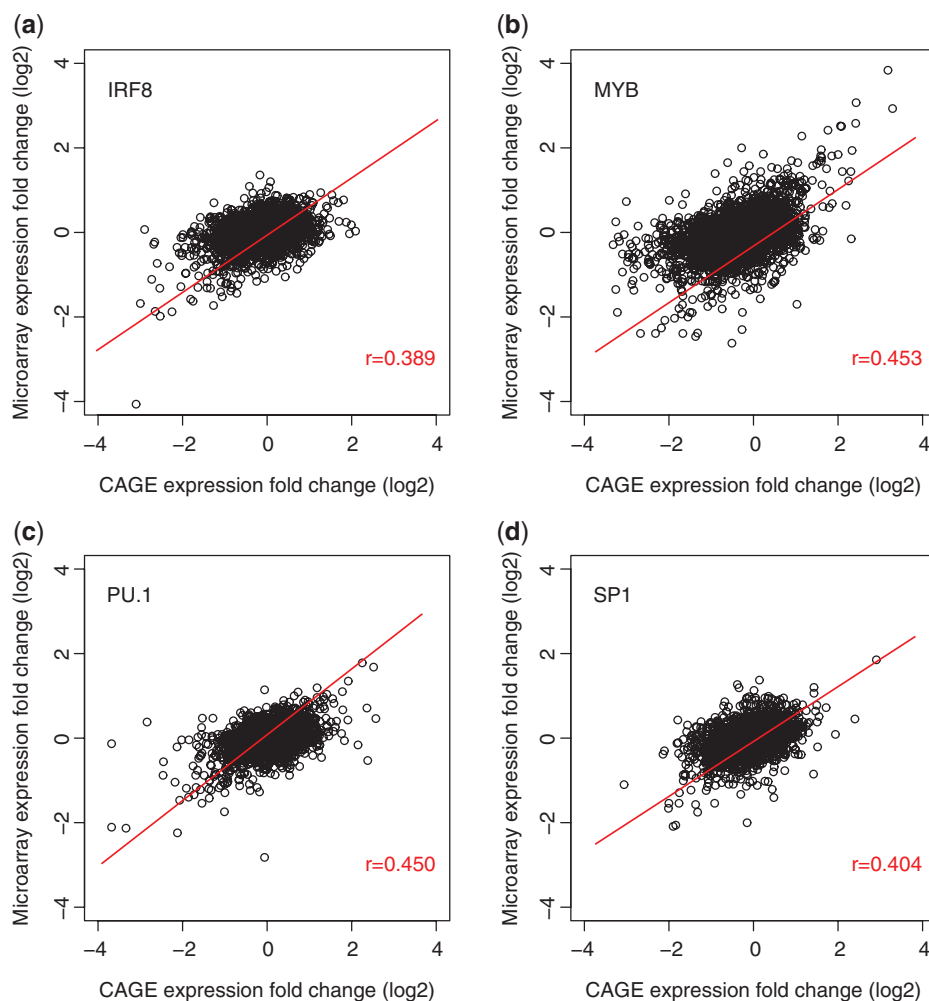 (a)
Microarray expression fold change (log2)
4
2
0
−2
−4
IRF8
r=0.389
−4 −2 0 2 4
CAGE expression fold change (log2)
(b)
Microarray expression fold change (log2)
4
2
0
−2
−4
MYB
r=0.453
−4 −2 0 2 4
CAGE expression fold change (log2)
(c)
Microarray expression fold change (log2)
4
2
0
−2
−4
PU.1
r=0.450
−4 −2 0 2 4
CAGE expression fold change (log2)
(d)
Microarray expression fold change (log2)
4
2
0
−2
−4
SP1
r=0.404
−4 −2 0 2 4
CAGE expression fold change (log2)